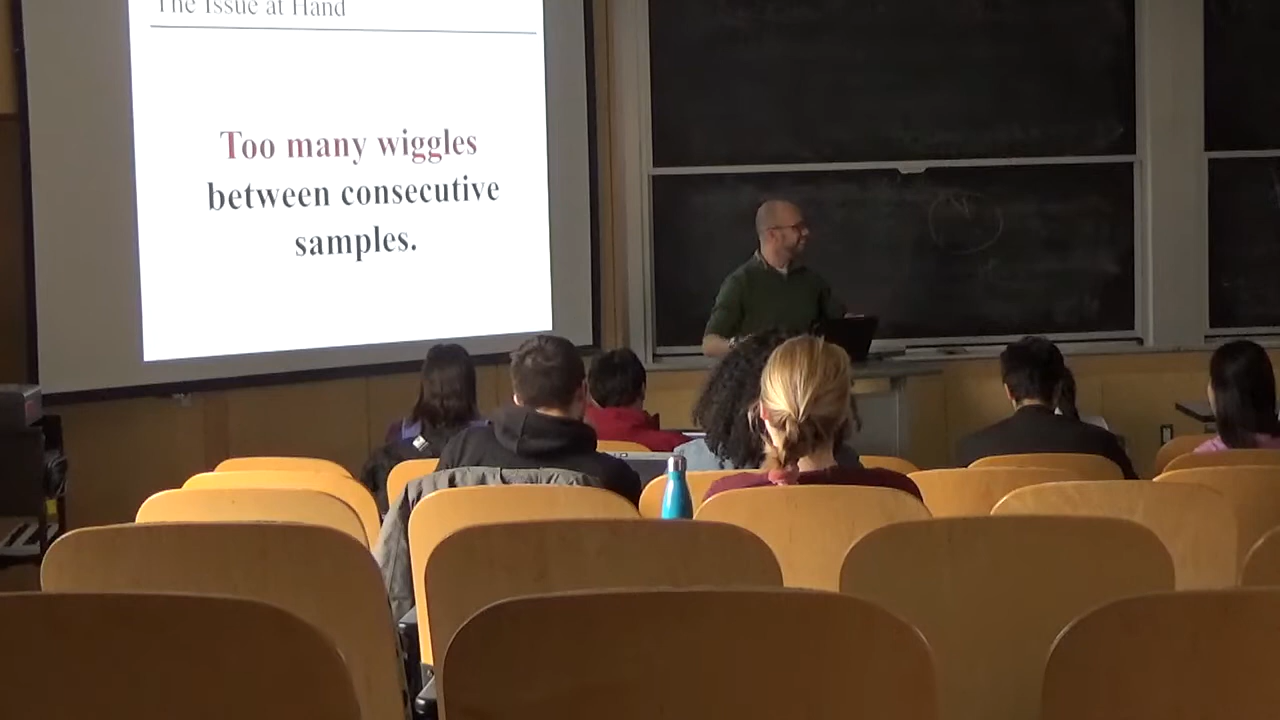 The Issue at Hand
Too many wiggles
between consecutive
samples.